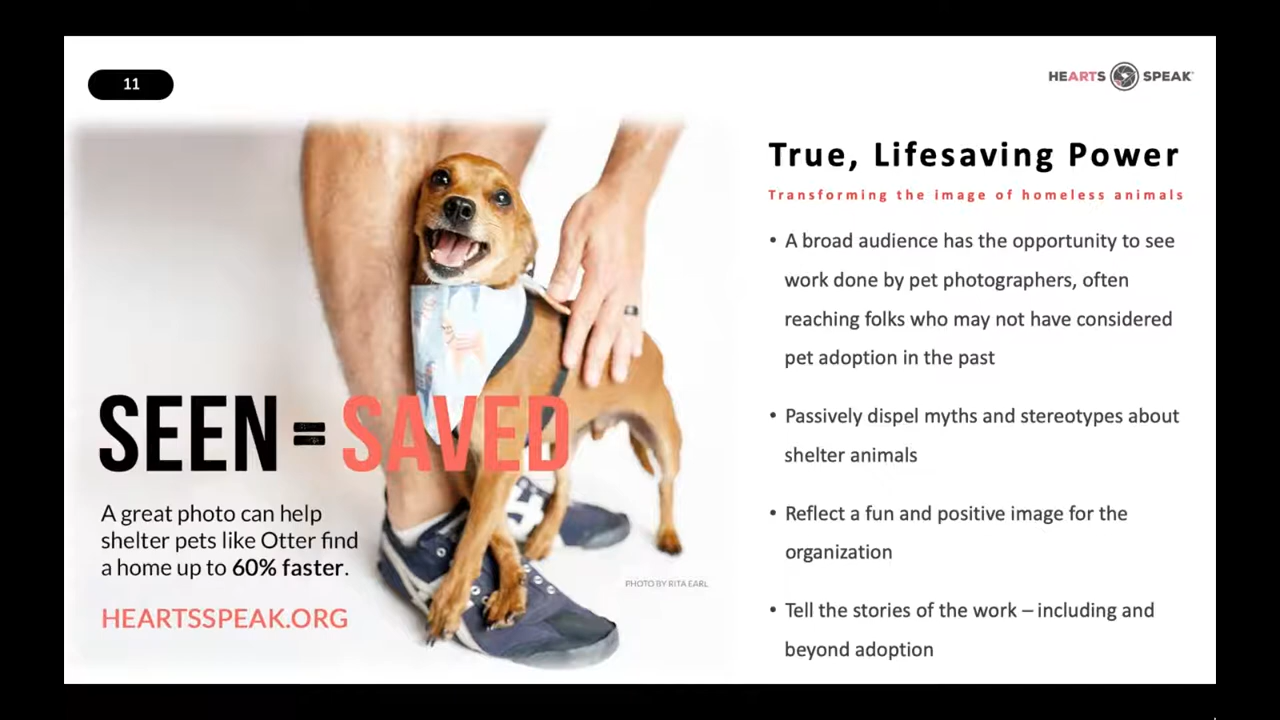 11
HEARTS SPEAK
SEEN = SAVED
A great photo can help
shelter pets like Otter find
a home up to 60% faster.
HEARTSSPEAK.ORG
PHOTO BY RITA EARL
True, Lifesaving Power
Transforming the image of homeless animals
• A broad audience has the opportunity to see
work done by pet photographers, often
reaching folks who may not have considered
pet adoption in the past
• Passively dispel myths and stereotypes about
shelter animals
• Reflect a fun and positive image for the
organization
• Tell the stories of the work – including and
beyond adoption